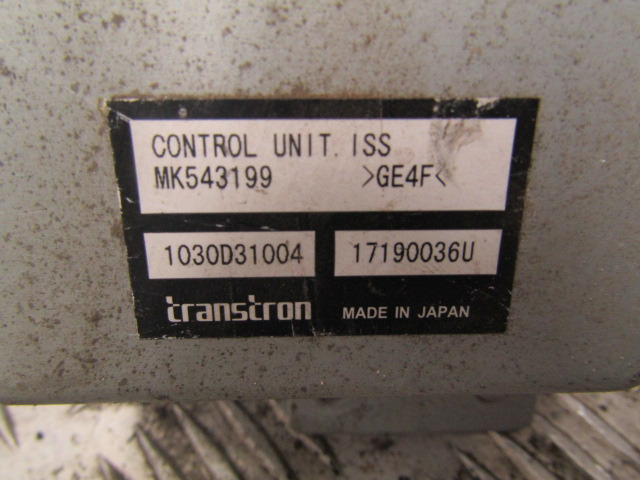 CONTROL UNIT. ISS
MK543199 >GE4F<
1030D31004 17190036U
transtron MADE IN JAPAN